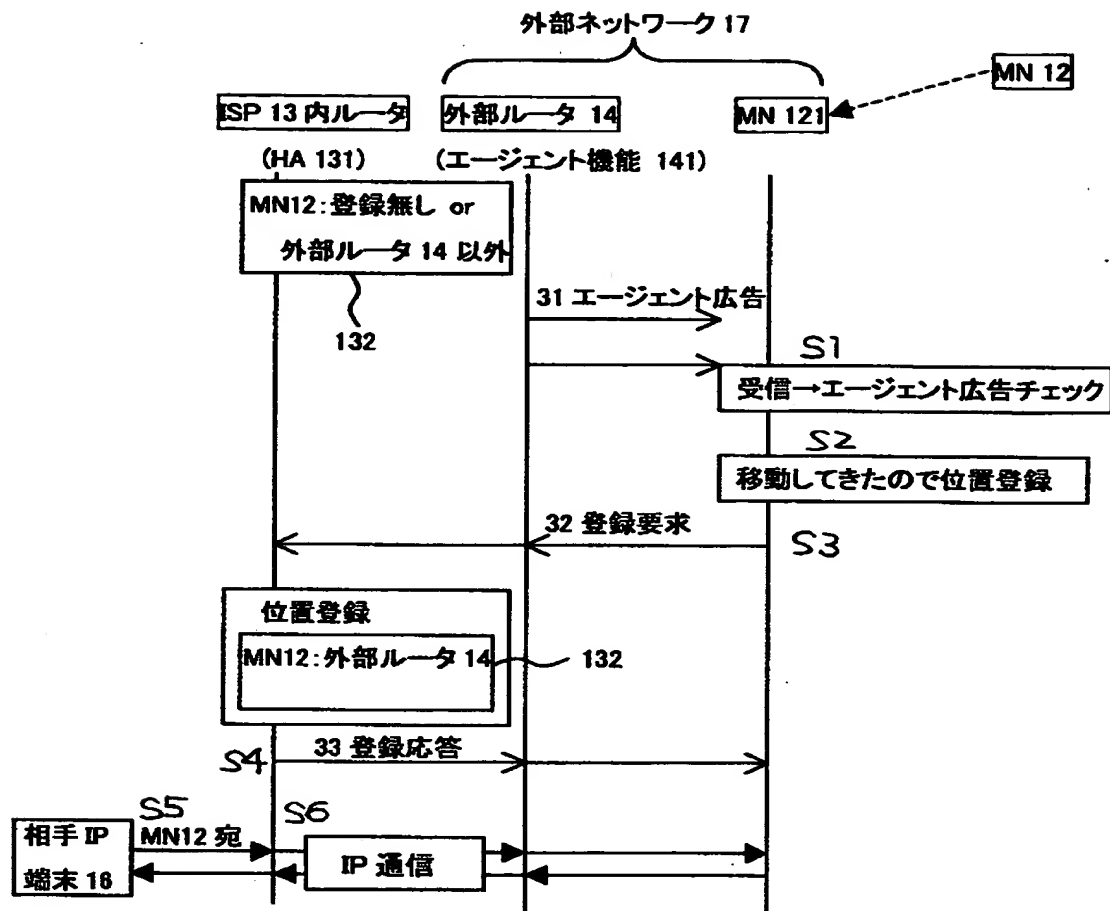 外部ネットワーク 17
MN 12
ISP 13 内ルータ
外部ルータ 14
MN 121
(HA 131)
(エージェント機能 141)
MN12:登録無し or
外部ルータ 14 以外
132
31 エージェント広告
S1
受信→エージェント広告チェック
S2
移動してきたので位置登録
32 登録要求
S3
位置登録
MN12:外部ルータ 14
132
S4
33 登録応答
S5
S6
相手 IP
端末 16
MN12 宛
IP 通信